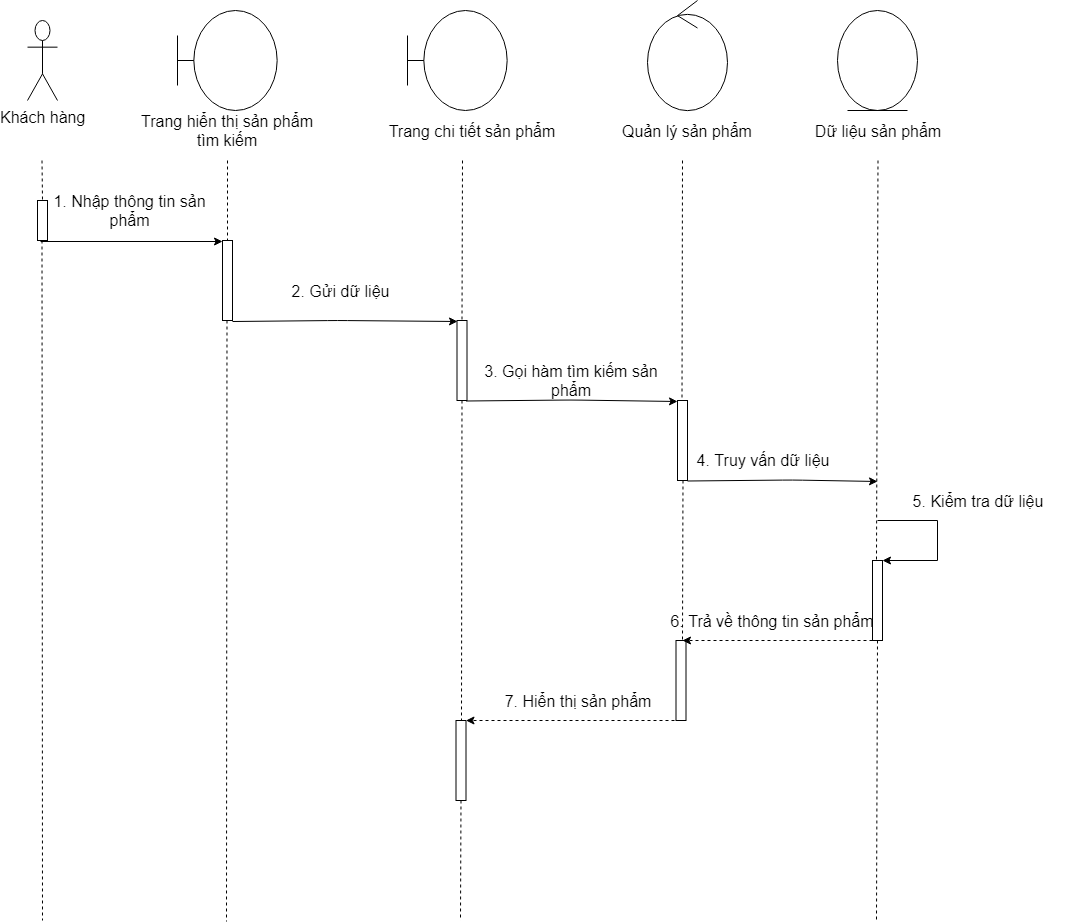 Khách hàng
Trang hiển thị sản phẩm
tìm kiếm
Trang chi tiết sản phẩm
Quản lý sản phẩm
Dữ liệu sản phẩm
1. Nhập thông tin sản
phẩm
2. Gửi dữ liệu
3. Gọi hàm tìm kiếm sản
phẩm
4. Truy vấn dữ liệu
5. Kiểm tra dữ liệu
6. Trả về thông tin sản phẩm
7. Hiển thị sản phẩm